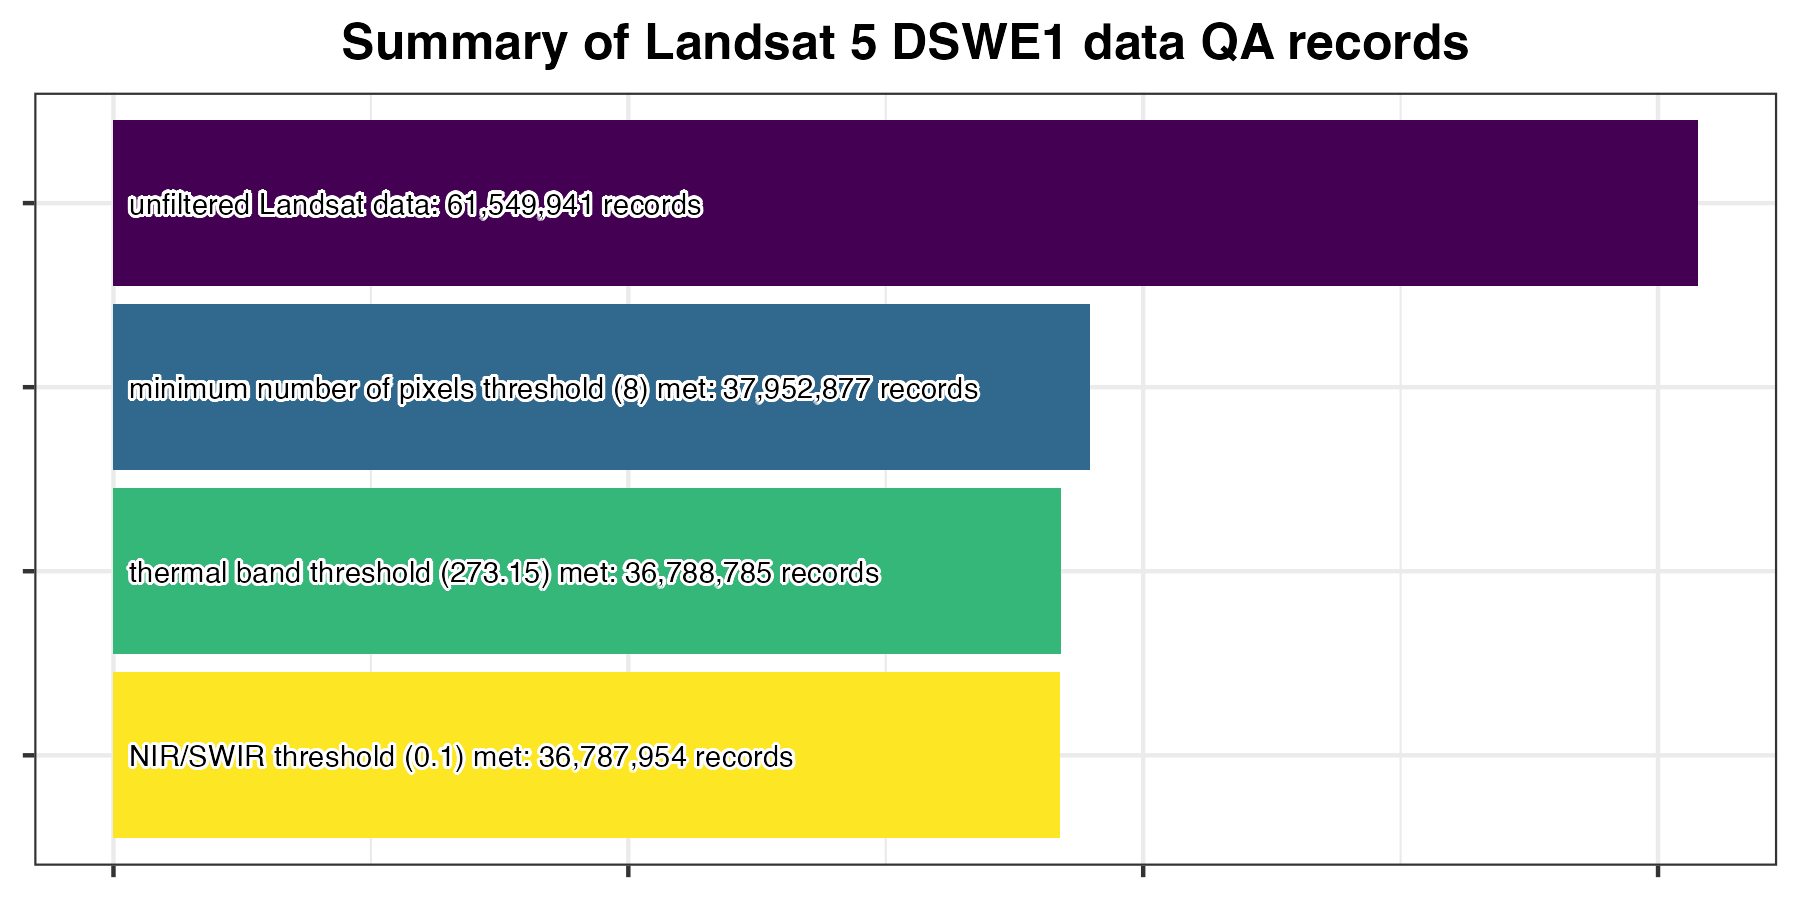 Summary of Landsat 5 DSWE1 data QA records
unfiltered Landsat data: 61,549,941 records
minimum number of pixels threshold (8) met: 37,952,877 records
thermal band threshold (273.15) met: 36,788,785 records
NIR/SWIR threshold (0.1) met: 36,787,954 records